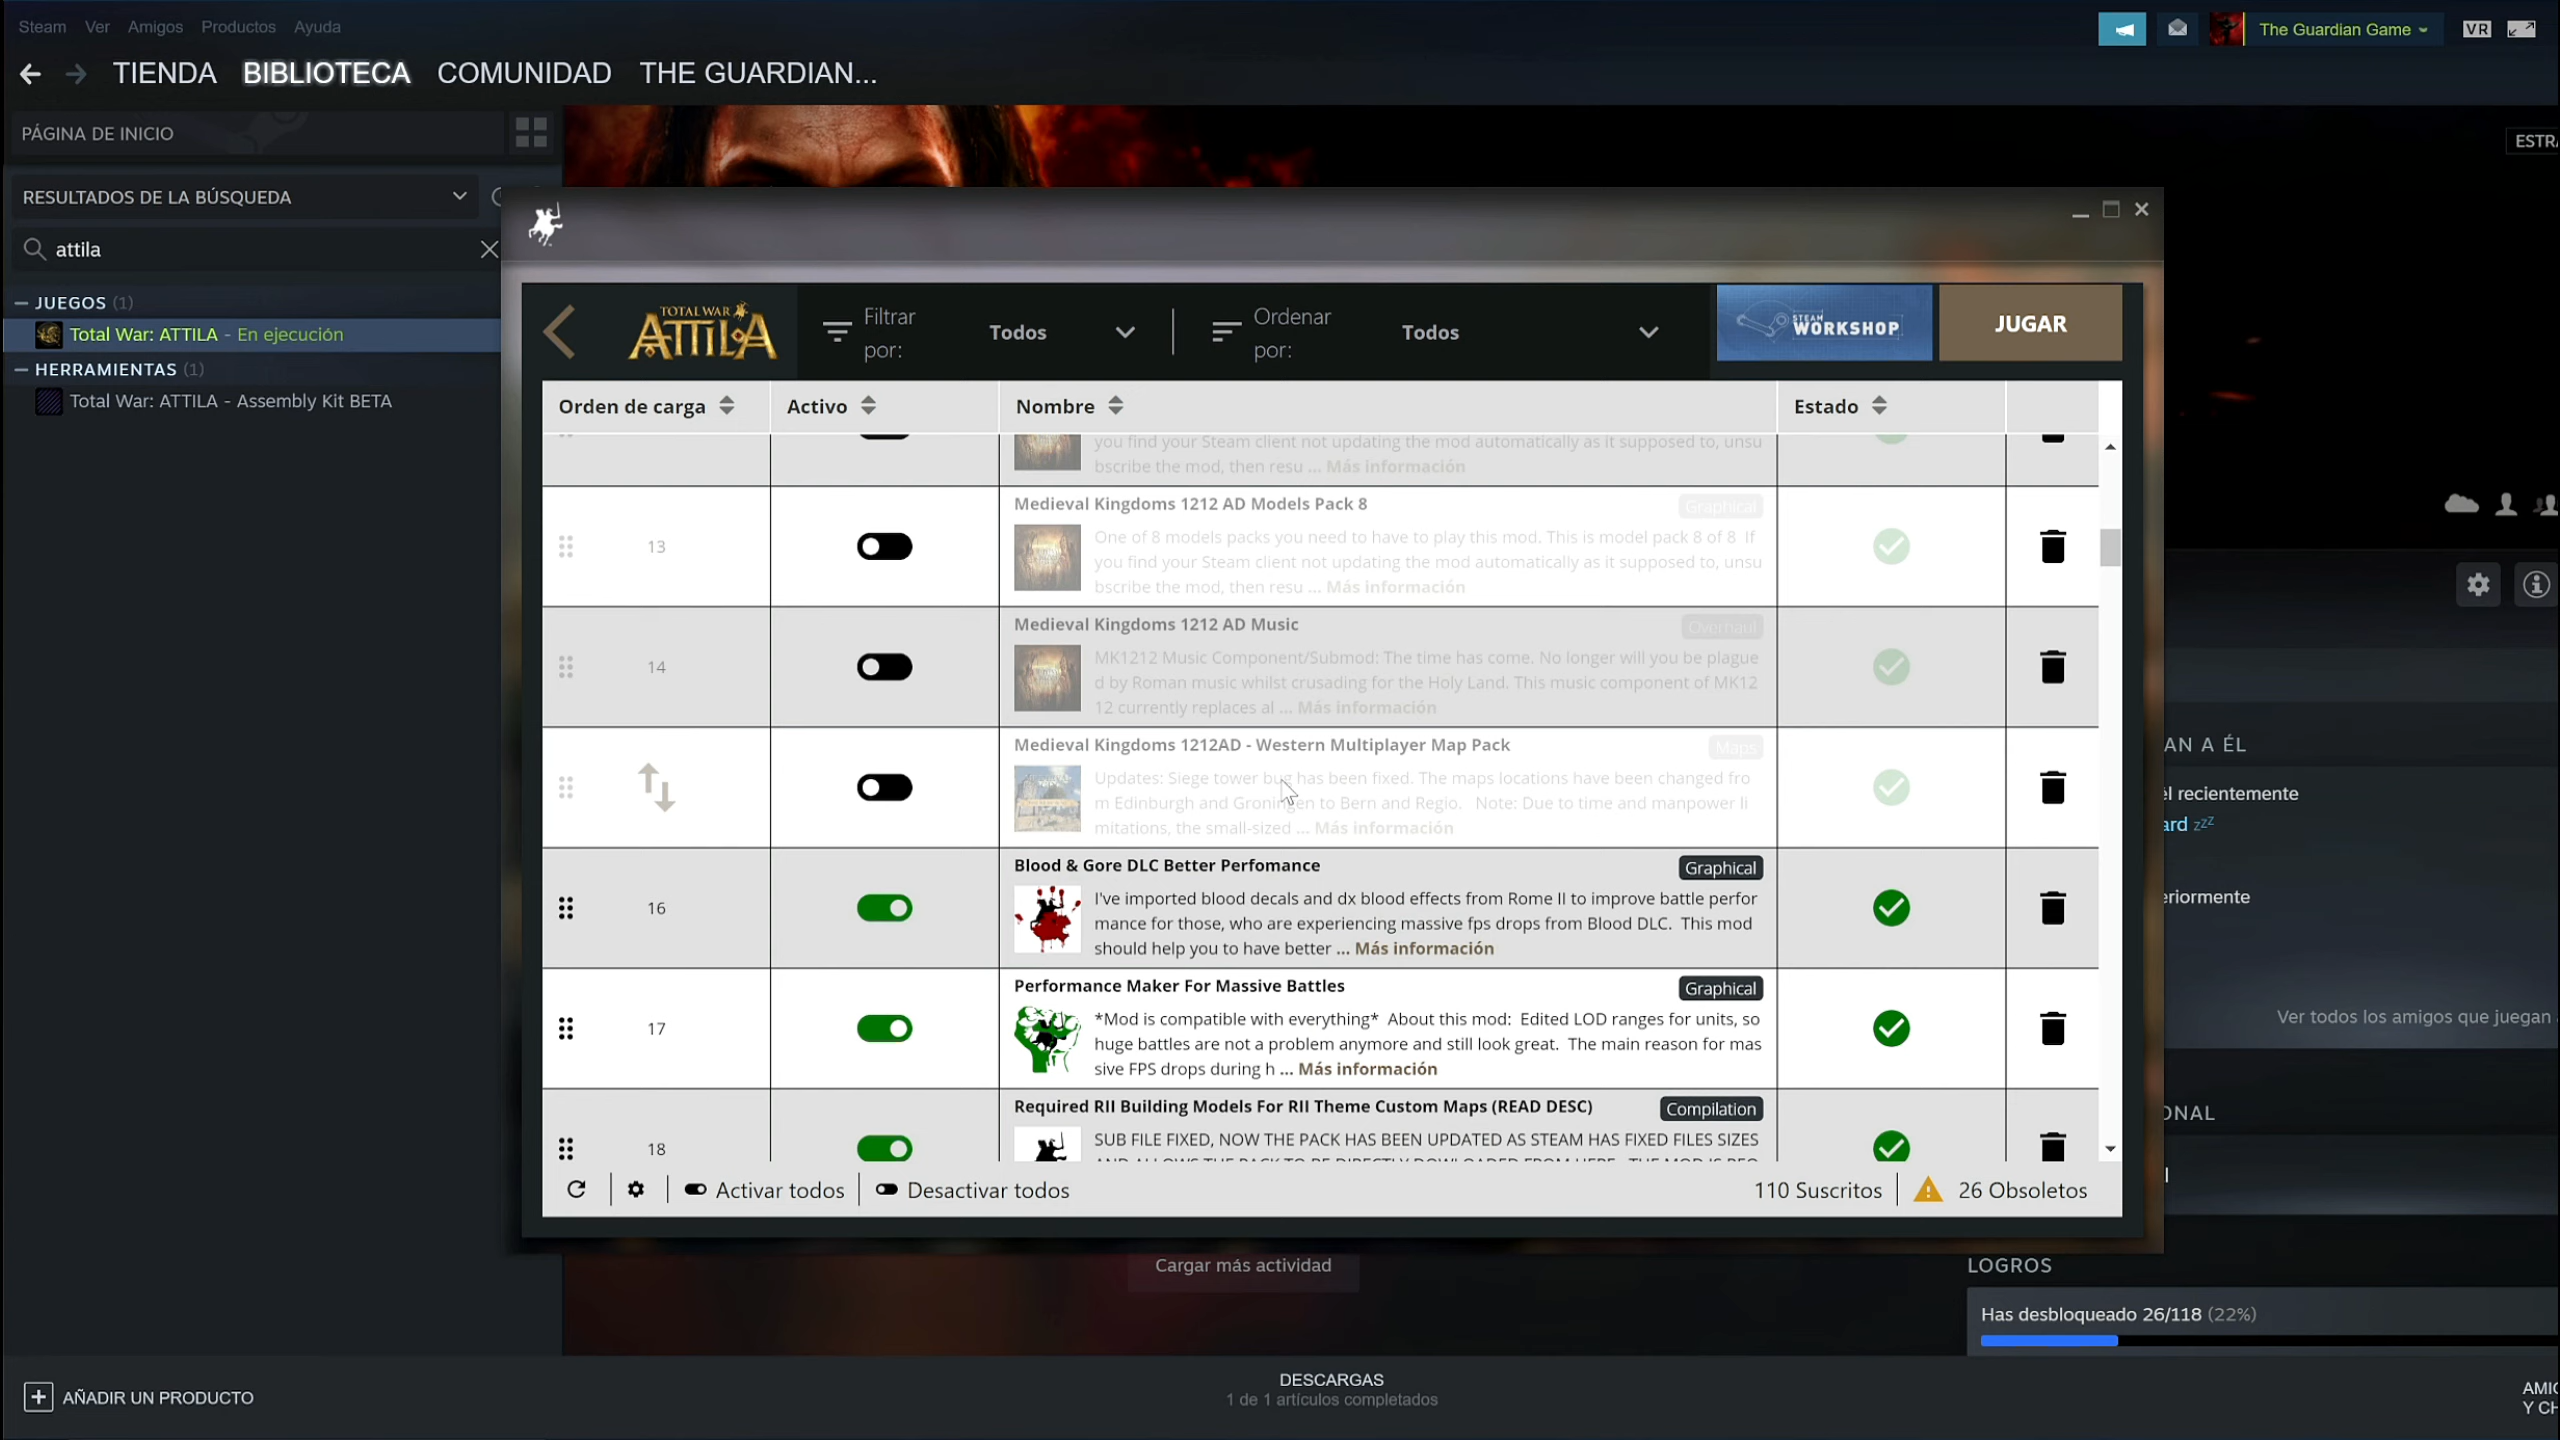 Steam Ver Amigos Productos Ayuda
The Guardian Game
VR
TIENDA BIBLIOTECA COMUNIDAD THE GUARDIAN...
PÁGINA DE INICIO
RESULTADOS DE LA BÚSQUEDA
attila
JUEGOS (1)
Total War: ATTILA - En ejecución
HERRAMIENTAS (1)
Total War: ATTILA - Assembly Kit BETA
TOTAL WAR
ATTILA
Filtrar
por:
Todos
Ordenar
por:
Todos
STEAM
WORKSHOP
JUGAR
Orden de carga Activo Nombre Estado
you find your Steam client not updating the mod automatically as it supposed to, unsu
bscribe the mod, then resu ... Más información
Medieval Kingdoms 1212 AD Models Pack 8 Graphical
13
One of 8 models packs you need to have to play this mod. This is model pack 8 of 8 If
you find your Steam client not updating the mod automatically as it supposed to, unsu
bscribe the mod, then resu ... Más información
Medieval Kingdoms 1212 AD Music Overhaul
14
MK1212 Music Component/Submod: The time has come. No longer will you be plague
d by Roman music whilst crusading for the Holy Land. This music component of MK12
12 currently replaces al ... Más información
Medieval Kingdoms 1212AD - Western Multiplayer Map Pack Maps
Updates: Siege tower bug has been fixed. The maps locations have been changed fro
m Edinburgh and Groningen to Bern and Regio. Note: Due to time and manpower li
mitations, the small-sized ... Más información
Blood & Gore DLC Better Perfomance Graphical
16
I've imported blood decals and dx blood effects from Rome II to improve battle perfor
mance for those, who are experiencing massive fps drops from Blood DLC. This mod
should help you to have better ... Más información
Performance Maker For Massive Battles Graphical
17
*Mod is compatible with everything* About this mod: Edited LOD ranges for units, so
huge battles are not a problem anymore and still look great. The main reason for mas
sive FPS drops during h ... Más información
Required RII Building Models For RII Theme Custom Maps (READ DESC) Compilation
18
SUB FILE FIXED, NOW THE PACK HAS BEEN UPDATED AS STEAM HAS FIXED FILES SIZES
AND ALLOWS THE PACK TO BE DIRECTLY DOWLOADED FROM HERE
Activar todos Desactivar todos
110 Suscritos 26 Obsoletos
ESTR
AN A ÉL
él recientemente
ard zzz
eriormente
Ver todos los amigos que juegan
ONAL
Cargar más actividad
LOGROS
Has desbloqueado 26/118 (22%)
AÑADIR UN PRODUCTO
DESCARGAS
1 de 1 artículos completados
AMIG
Y CH